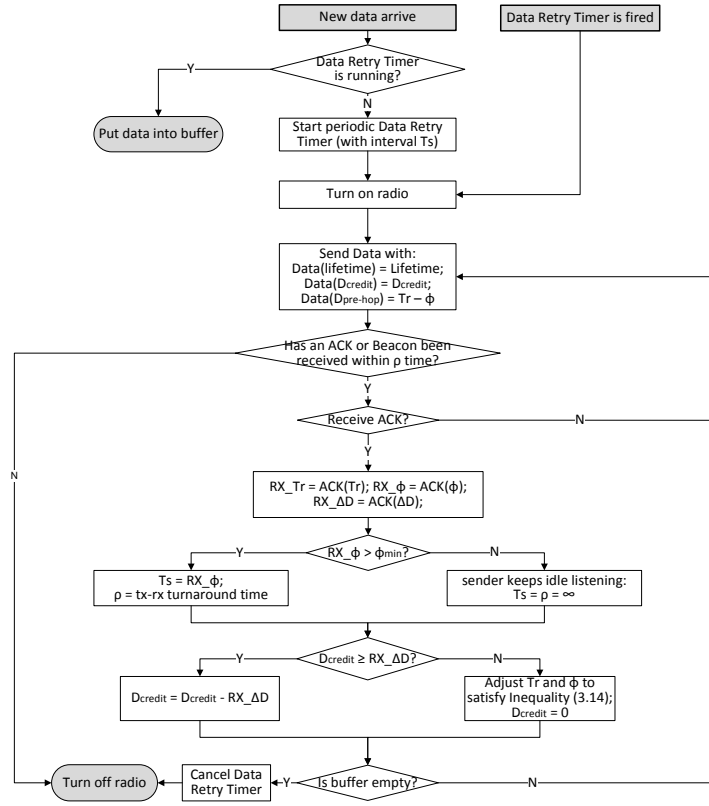 New data arrive
Data Retry Timer is fired
Data Retry Timer
is running?
Y
N
Put data into buffer
Start periodic Data Retry
Timer (with interval Ts)
Turn on radio
Send Data with:
Data(lifetime) = Lifetime;
Data(Dcredit) = Dcredit;
Data(Dpre-hop) = Tr – ϕ
Has an ACK or Beacon been
received within ρ time?
Y
N
Receive ACK?
N
Y
RX_Tr = ACK(Tr); RX_ϕ = ACK(ϕ);
RX_ΔD = ACK(ΔD);
RX_ϕ > ϕmin?
Y
N
Ts = RX_ϕ;
ρ = tx-rx turnaround time
sender keeps idle listening:
Ts = ρ = ∞
Dcredit ≥ RX_ΔD?
Y
N
Dcredit = Dcredit - RX_ΔD
Adjust Tr and ϕ to
satisfy Inequality (3.14);
Dcredit = 0
Turn off radio
Cancel Data
Retry Timer
Y
Is buffer empty?
N